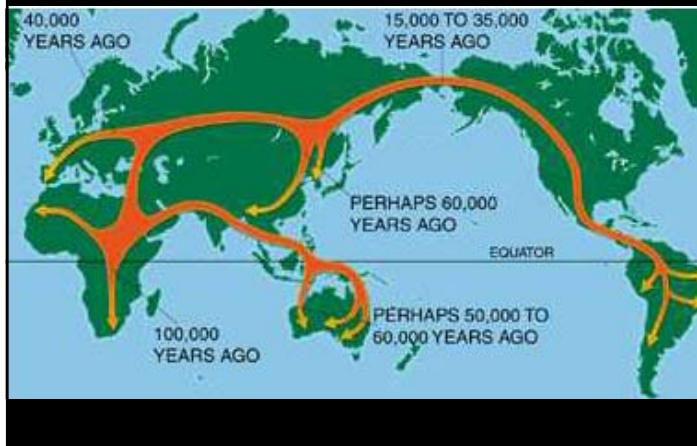 40,000
YEARS AGO
15,000 TO 35,000
YEARS AGO
PERHAPS 60,000
YEARS AGO
EQUATOR
PERHAPS 50,000 TO
60,000 YEARS AGO
100,000
YEARS AGO